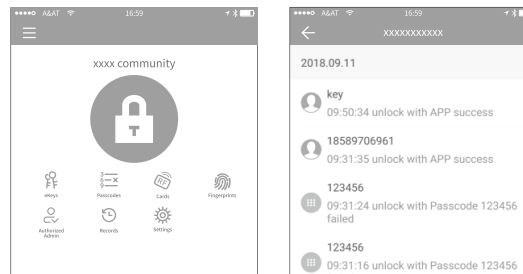 A&AT 16:59
xxxx community
T
eKeys Passcodes Cards Fingerprints
RF
Authorized
Admin
Records Settings
A&AT 16:59
xxxxxxxxxxx
2018.09.11
key
09:50:34 unlock with APP success
18589706961
09:31:35 unlock with APP success
123456
09:31:24 unlock with Passcode 123456
failed
123456
09:31:16 unlock with Passcode 123456